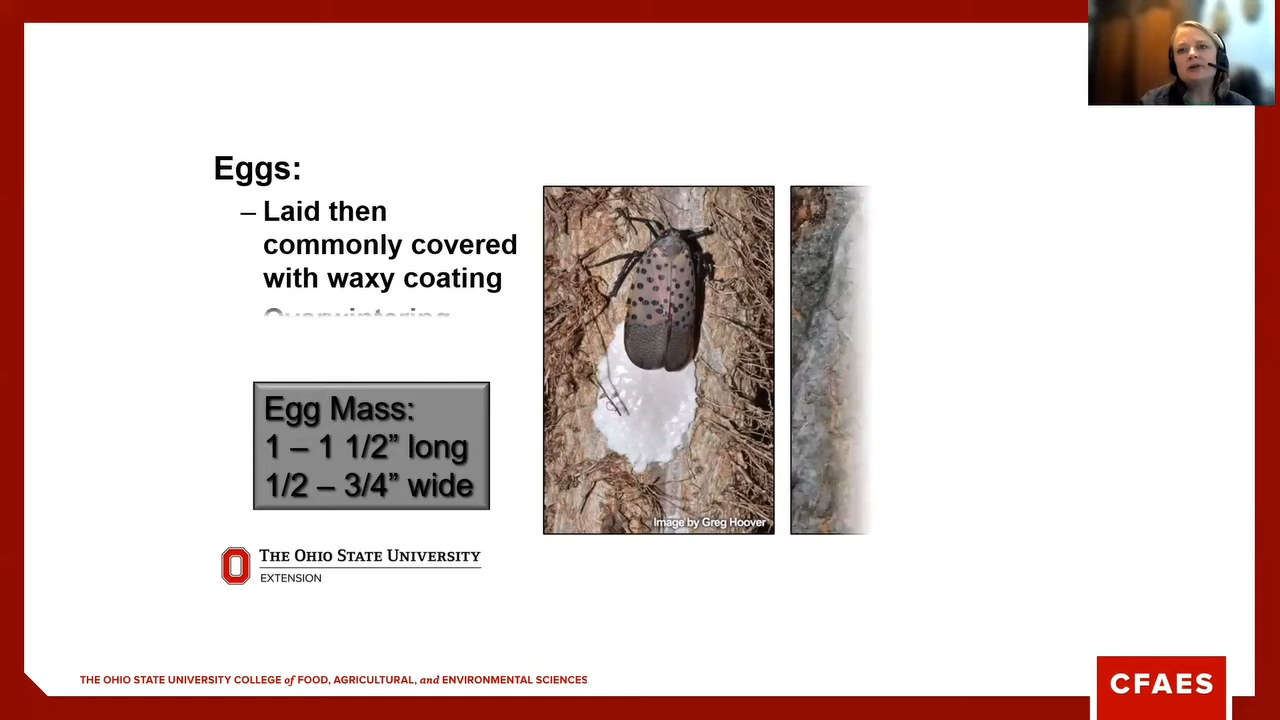 Eggs:
– Laid then
commonly covered
with waxy coating
Overwintering
Egg Mass:
1 – 1 1/2” long
1/2 – 3/4” wide
Image by Greg Hoover
THE OHIO STATE UNIVERSITY
EXTENSION
THE OHIO STATE UNIVERSITY COLLEGE of FOOD, AGRICULTURAL, and ENVIRONMENTAL SCIENCES
CFAES